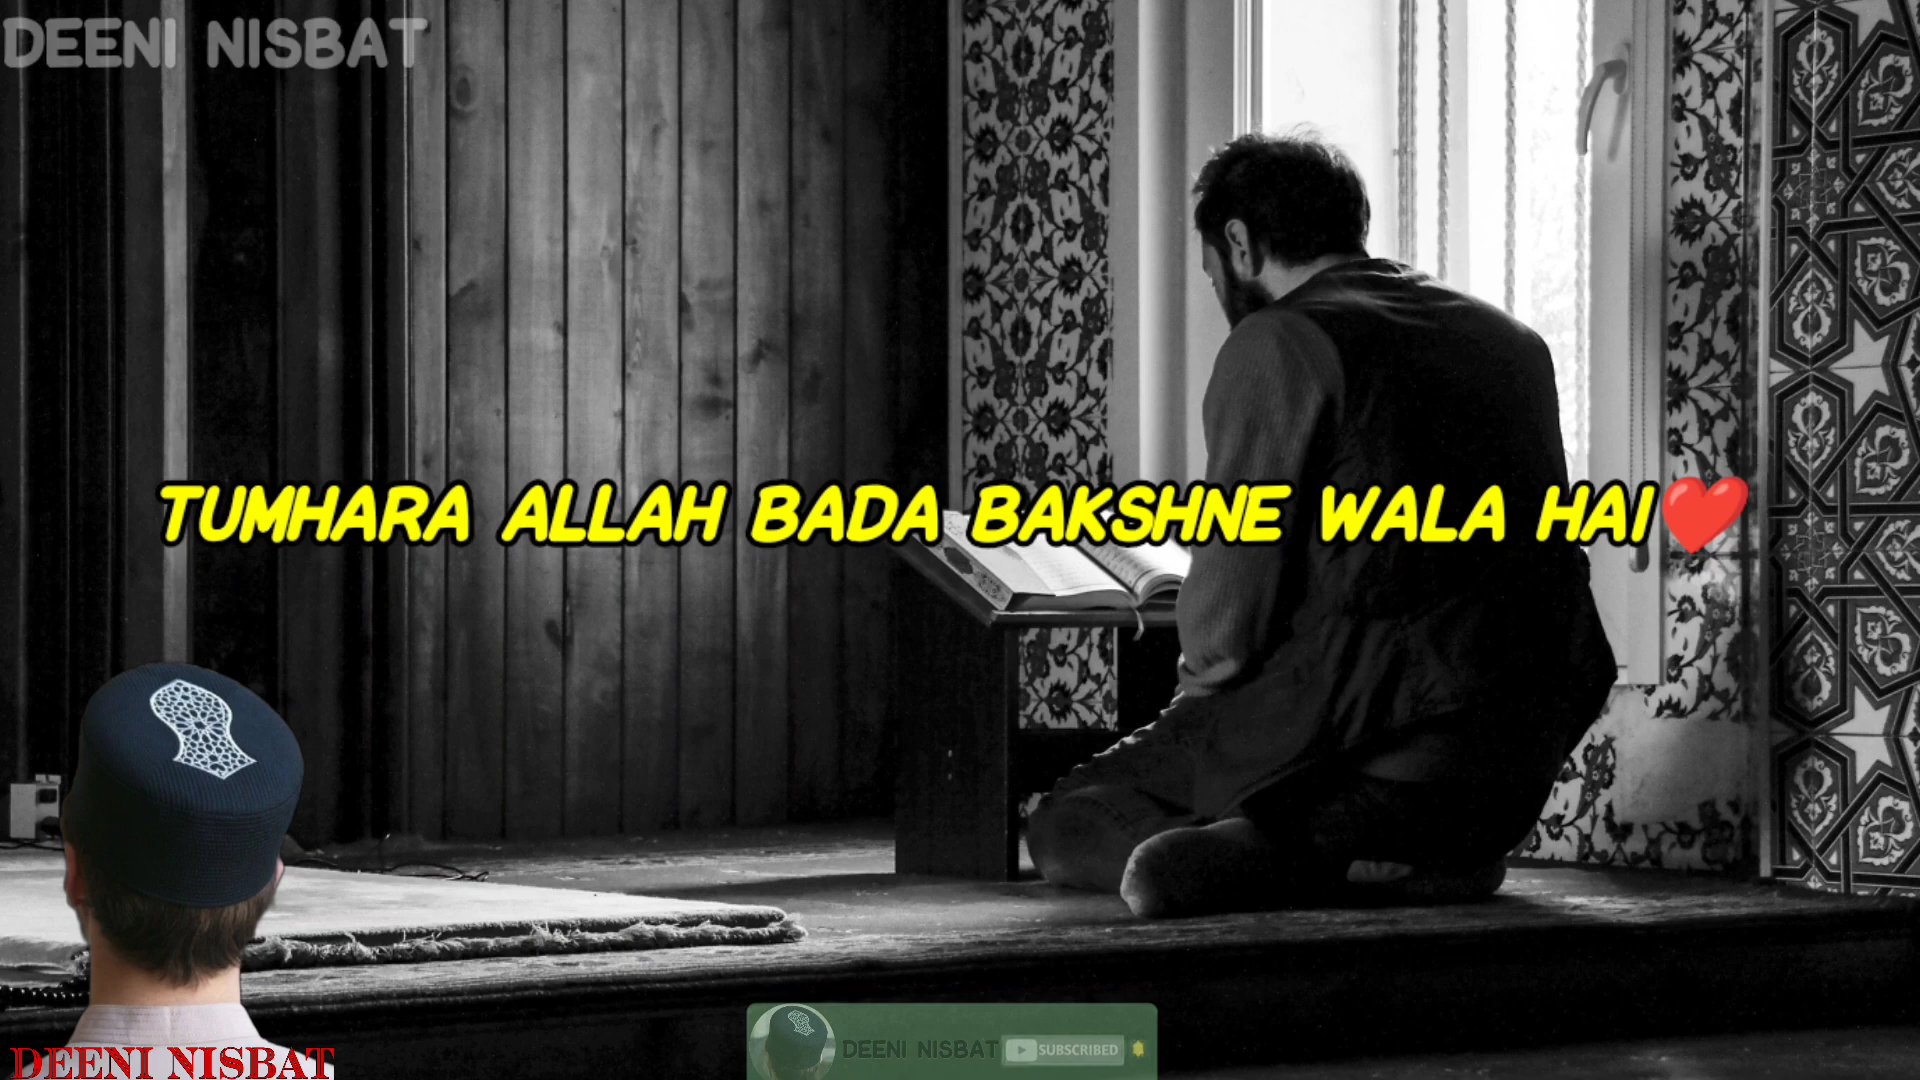 DEENI NISBAT
TUMHARA ALLAH BADA BAKSHNE WALA HAI❤️
DEENI NISBAT
DEENI NISBAT SUBSCRIBED